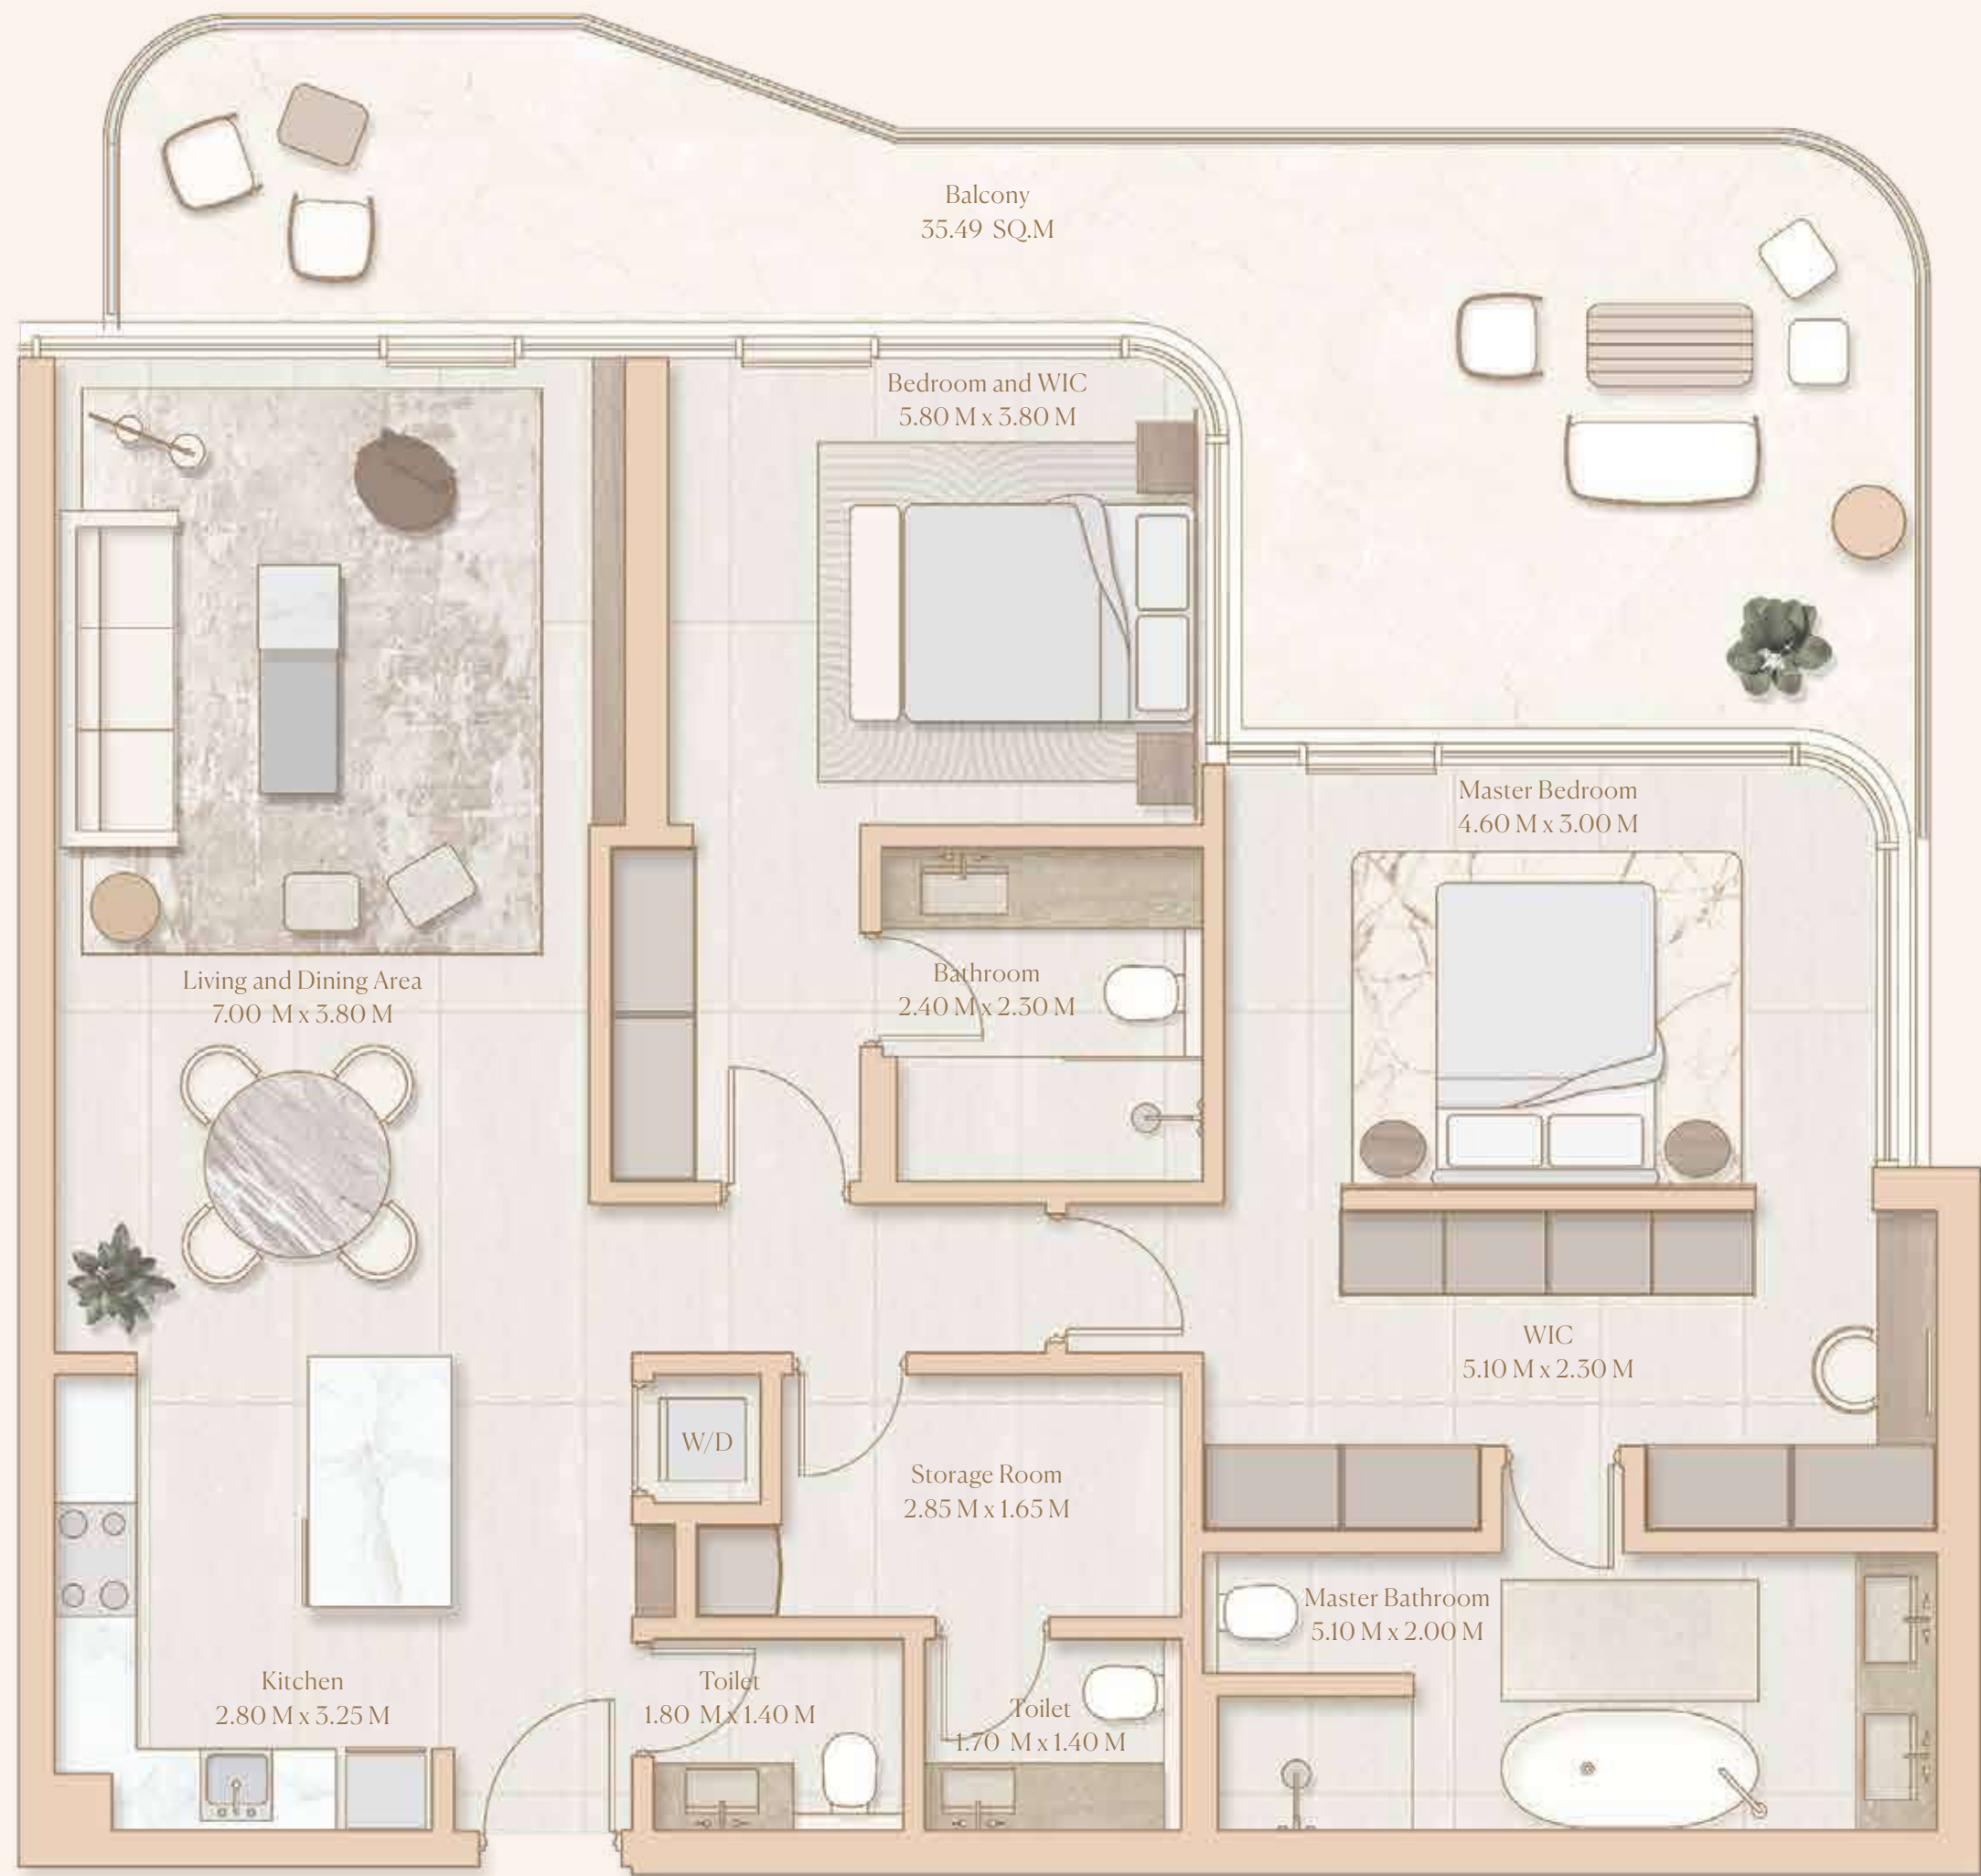 Balcony
35.49 SQ.M
Bedroom and WIC
5.80 M x 3.80 M
Master Bedroom
4.60 M x 3.00 M
Living and Dining Area
7.00 M x 3.80 M
Bathroom
2.40 M x 2.30 M
WIC
5.10 M x 2.30 M
W/D
Storage Room
2.85 M x 1.65 M
Master Bathroom
5.10 M x 2.00 M
Kitchen
2.80 M x 3.25 M
Toilet
1.80 M x 1.40 M
Toilet
1.70 M x 1.40 M